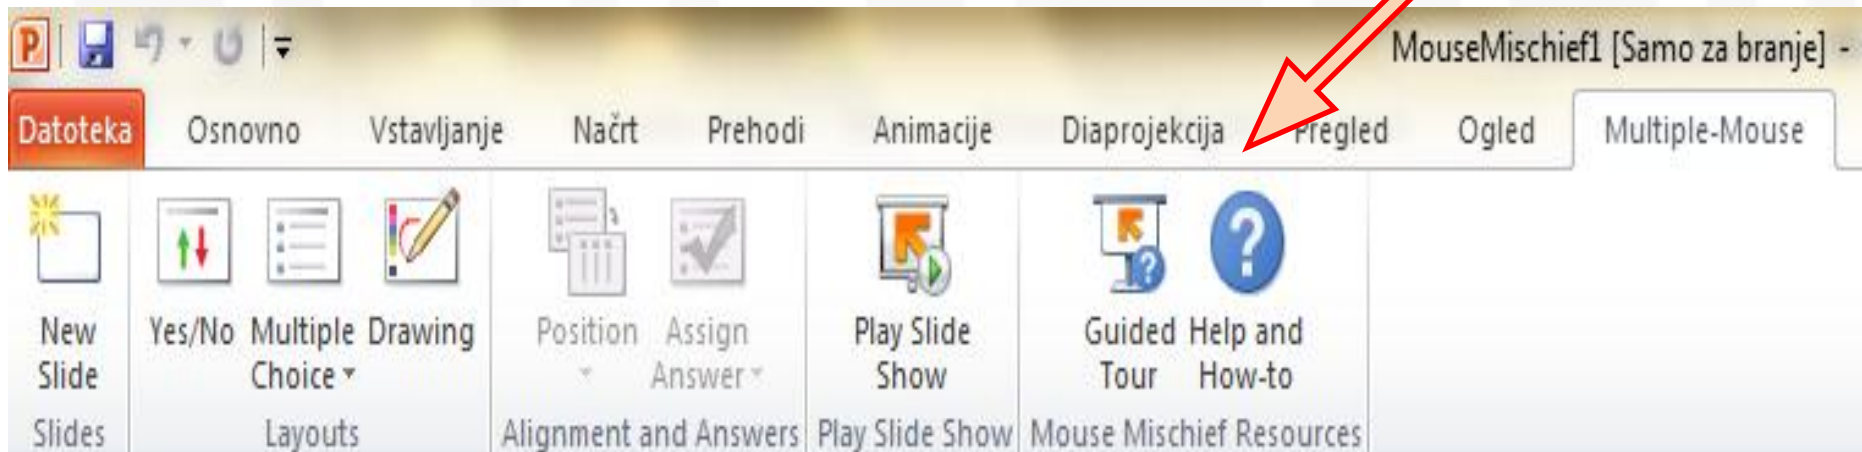 MouseMischief1 [Samo za branje] -
Datoteka Osnovno Vstavljanje Načrt Prehodi Animacije Diaprojekcija Pregled Ogled Multiple-Mouse
New Slide
Yes/No
Multiple Choice
Drawing
Position
Assign Answer
Play Slide Show
Guided Tour
Help and How-to
Slides Layouts Alignment and Answers Play Slide Show Mouse Mischief Resources